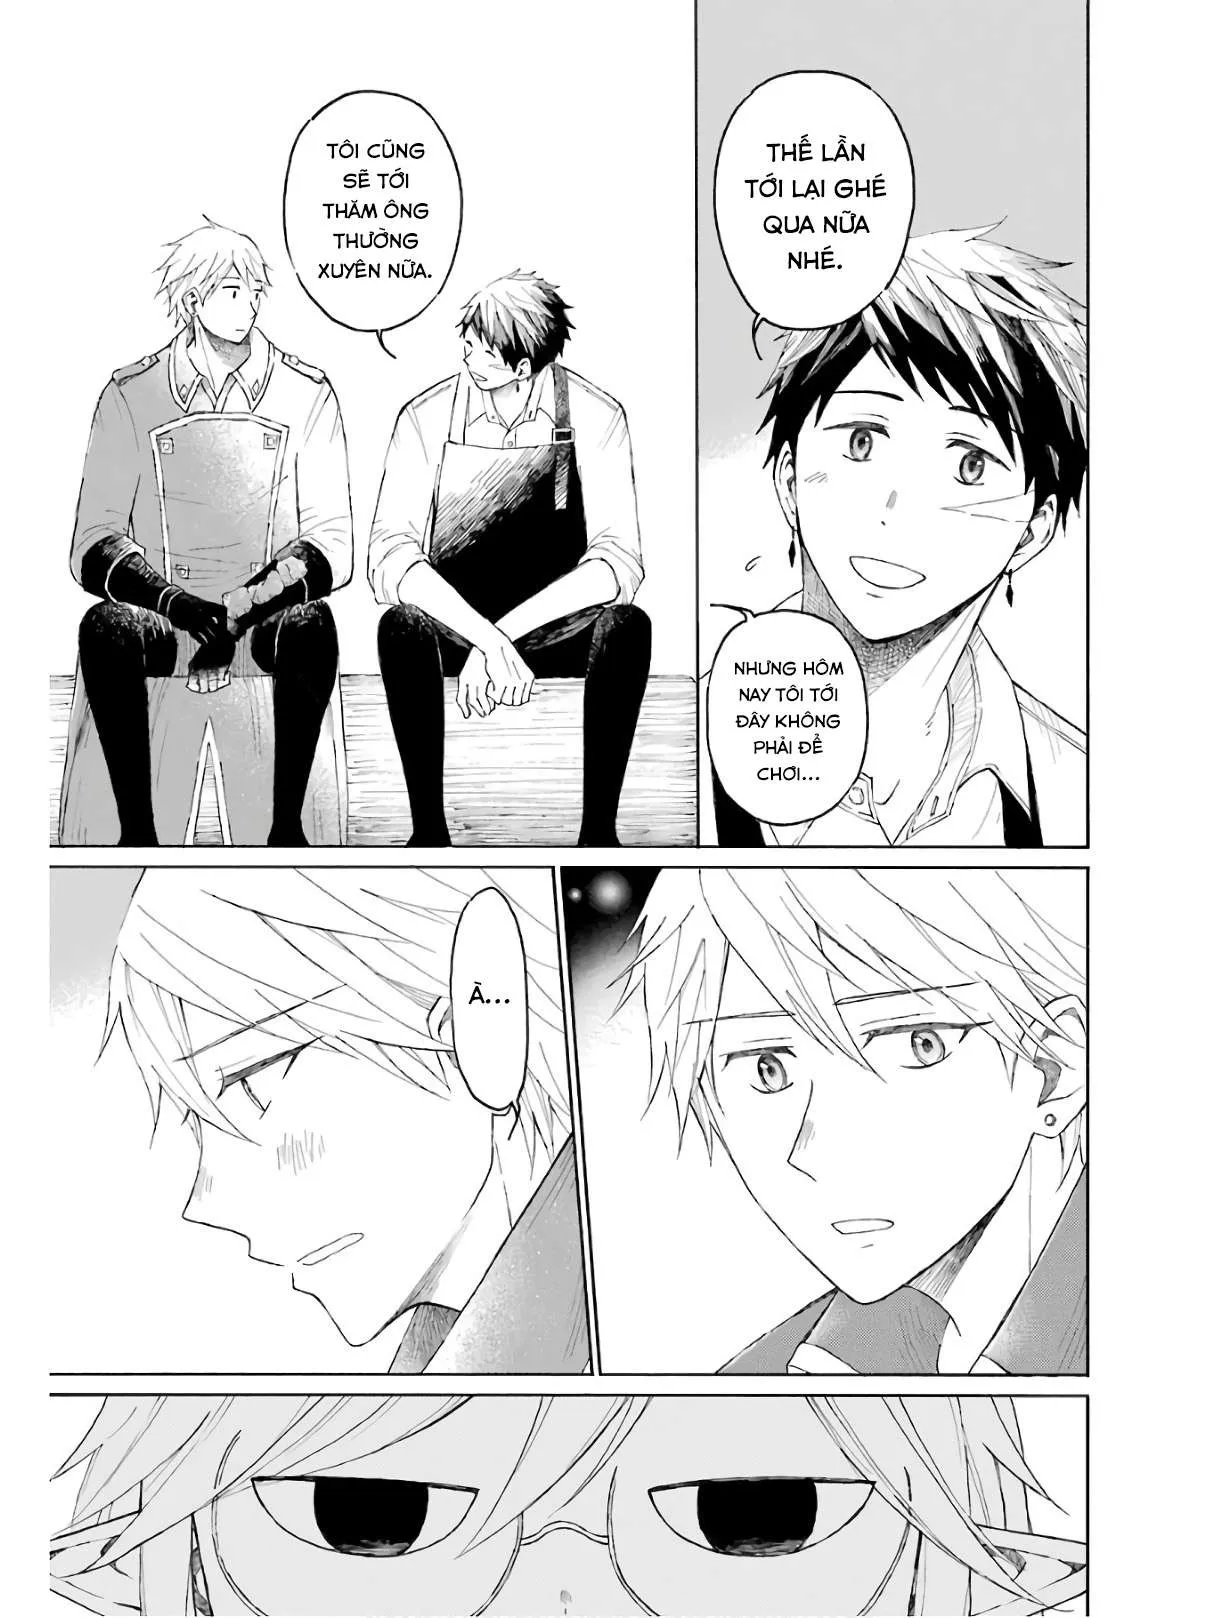 THẾ LẦN
TỚI LẠI GHÉ
QUA NỮA
NHÉ.
NHƯNG HÔM
NAY TÔI TỚI
ĐÂY KHÔNG
PHẢI ĐỂ
CHƠI...
TÔI CŨNG
SẼ TỚI
THĂM ÔNG
THƯỜNG
XUYÊN NỮA.
À...